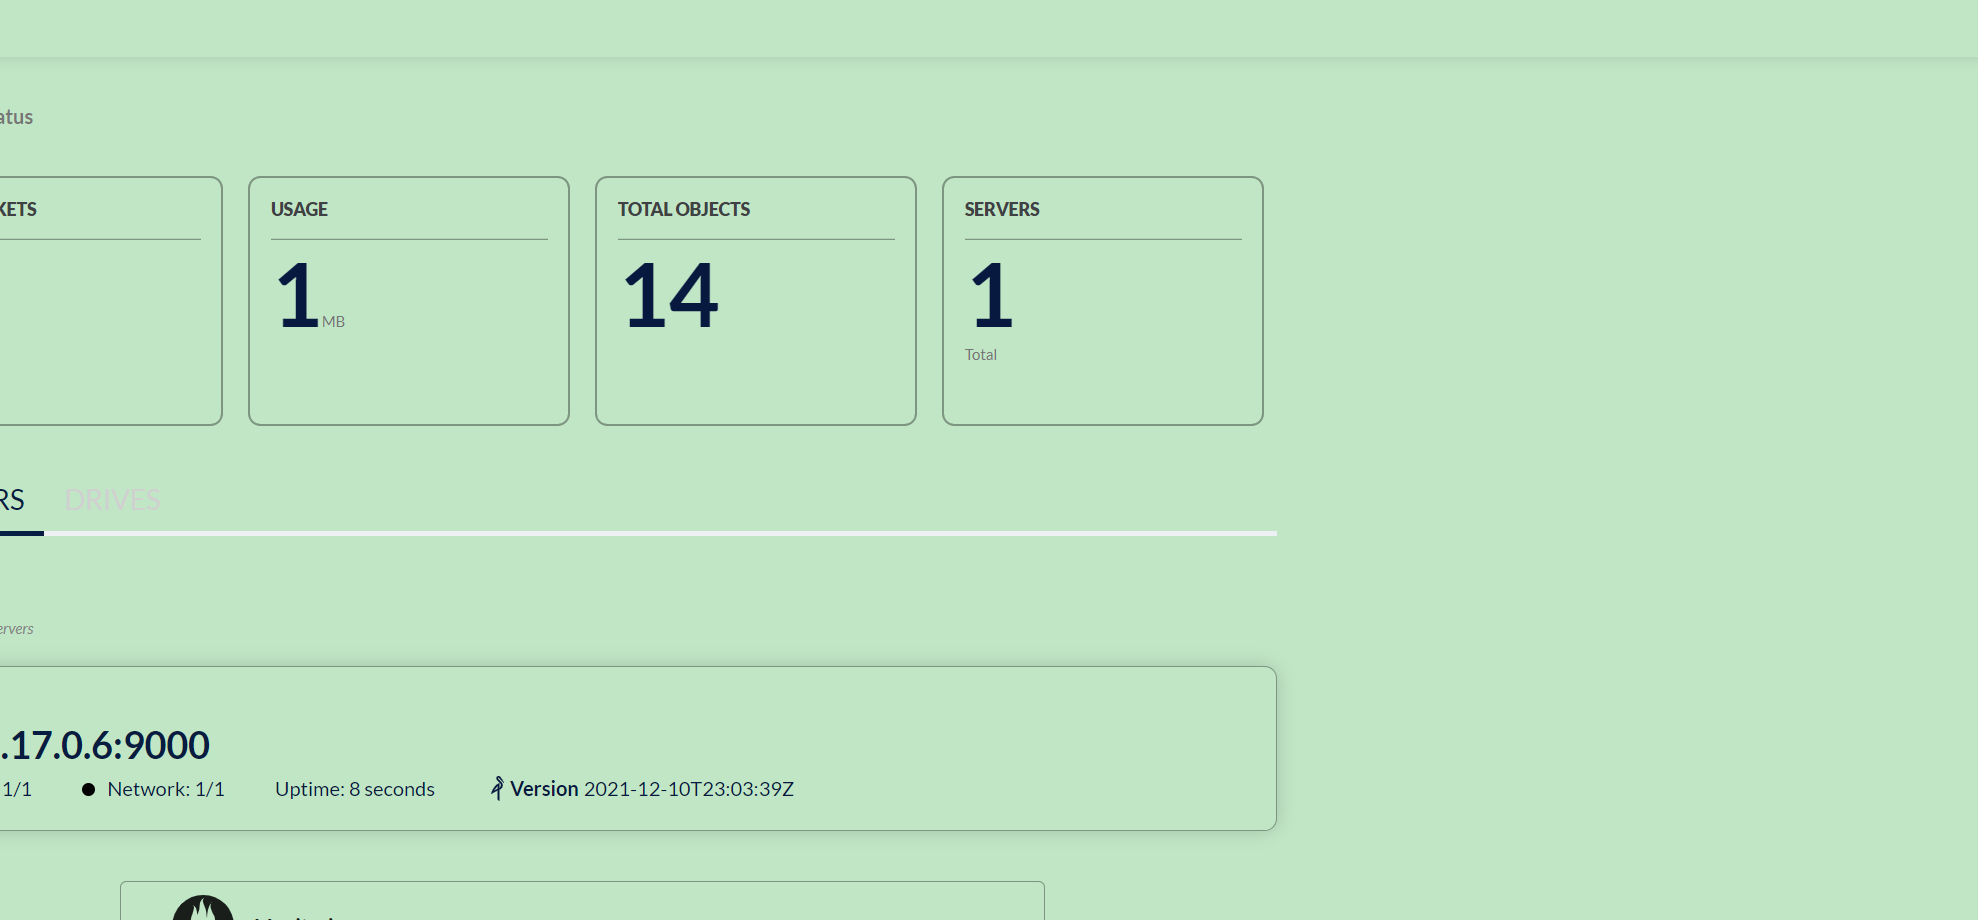 atus
KETS
USAGE
TOTAL OBJECTS
SERVERS
1 MB
14
1
Total
RS
DRIVES
ervers
.17.0.6:9000
1/1
Network: 1/1
Uptime: 8 seconds
Version 2021-12-10T23:03:39Z